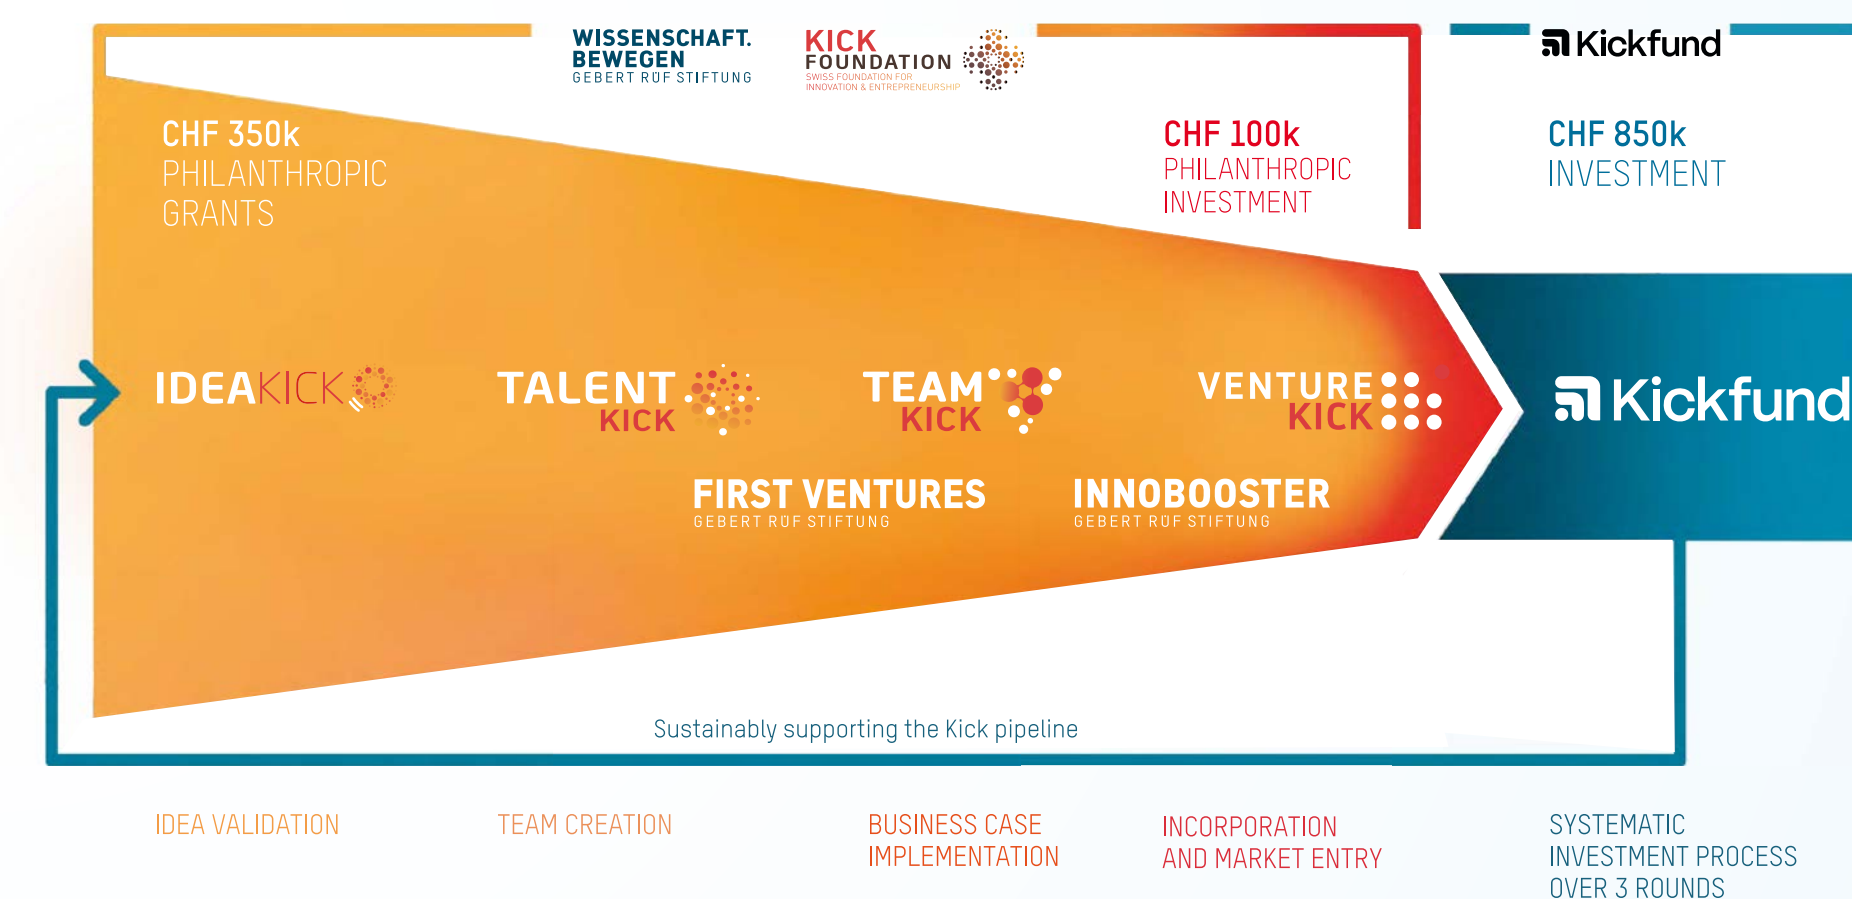 WISSENSCHAFT.
BEWEGEN
GEBERT RÜF STIFTUNG
KICK
FOUNDATION
SWISS FOUNDATION FOR
INNOVATION & ENTREPRENEURSHIP
Kickfund
CHF 350k
PHILANTHROPIC
GRANTS
CHF 100k
PHILANTHROPIC
INVESTMENT
CHF 850k
INVESTMENT
IDEAKICK
TALENT
KICK
TEAM
KICK
VENTURE
KICK
Kickfund
FIRST VENTURES
GEBERT RÜF STIFTUNG
INNOBOOSTER
GEBERT RÜF STIFTUNG
Sustainably supporting the Kick pipeline
IDEA VALIDATION
TEAM CREATION
BUSINESS CASE
IMPLEMENTATION
INCORPORATION
AND MARKET ENTRY
SYSTEMATIC
INVESTMENT PROCESS
OVER 3 ROUNDS